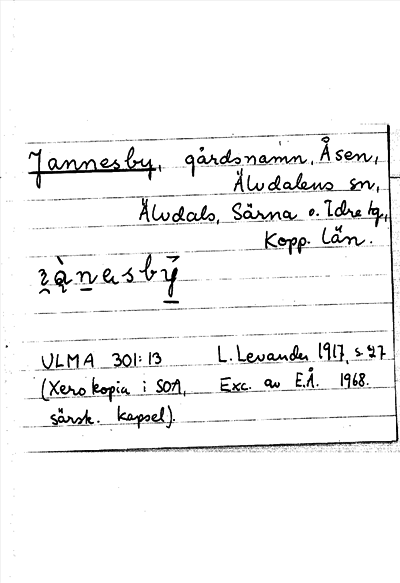 Jannesby, gårdsnamn, Åsen,
Älvdalens sn,
Älvdals, Särna o. Idre tg,
Kopp. län.
ULMA 301:13 L. Levander 1917, s. 27
(Xerokopia i SOA, Exc. av E.Å. 1968.
särsk. kapsel).